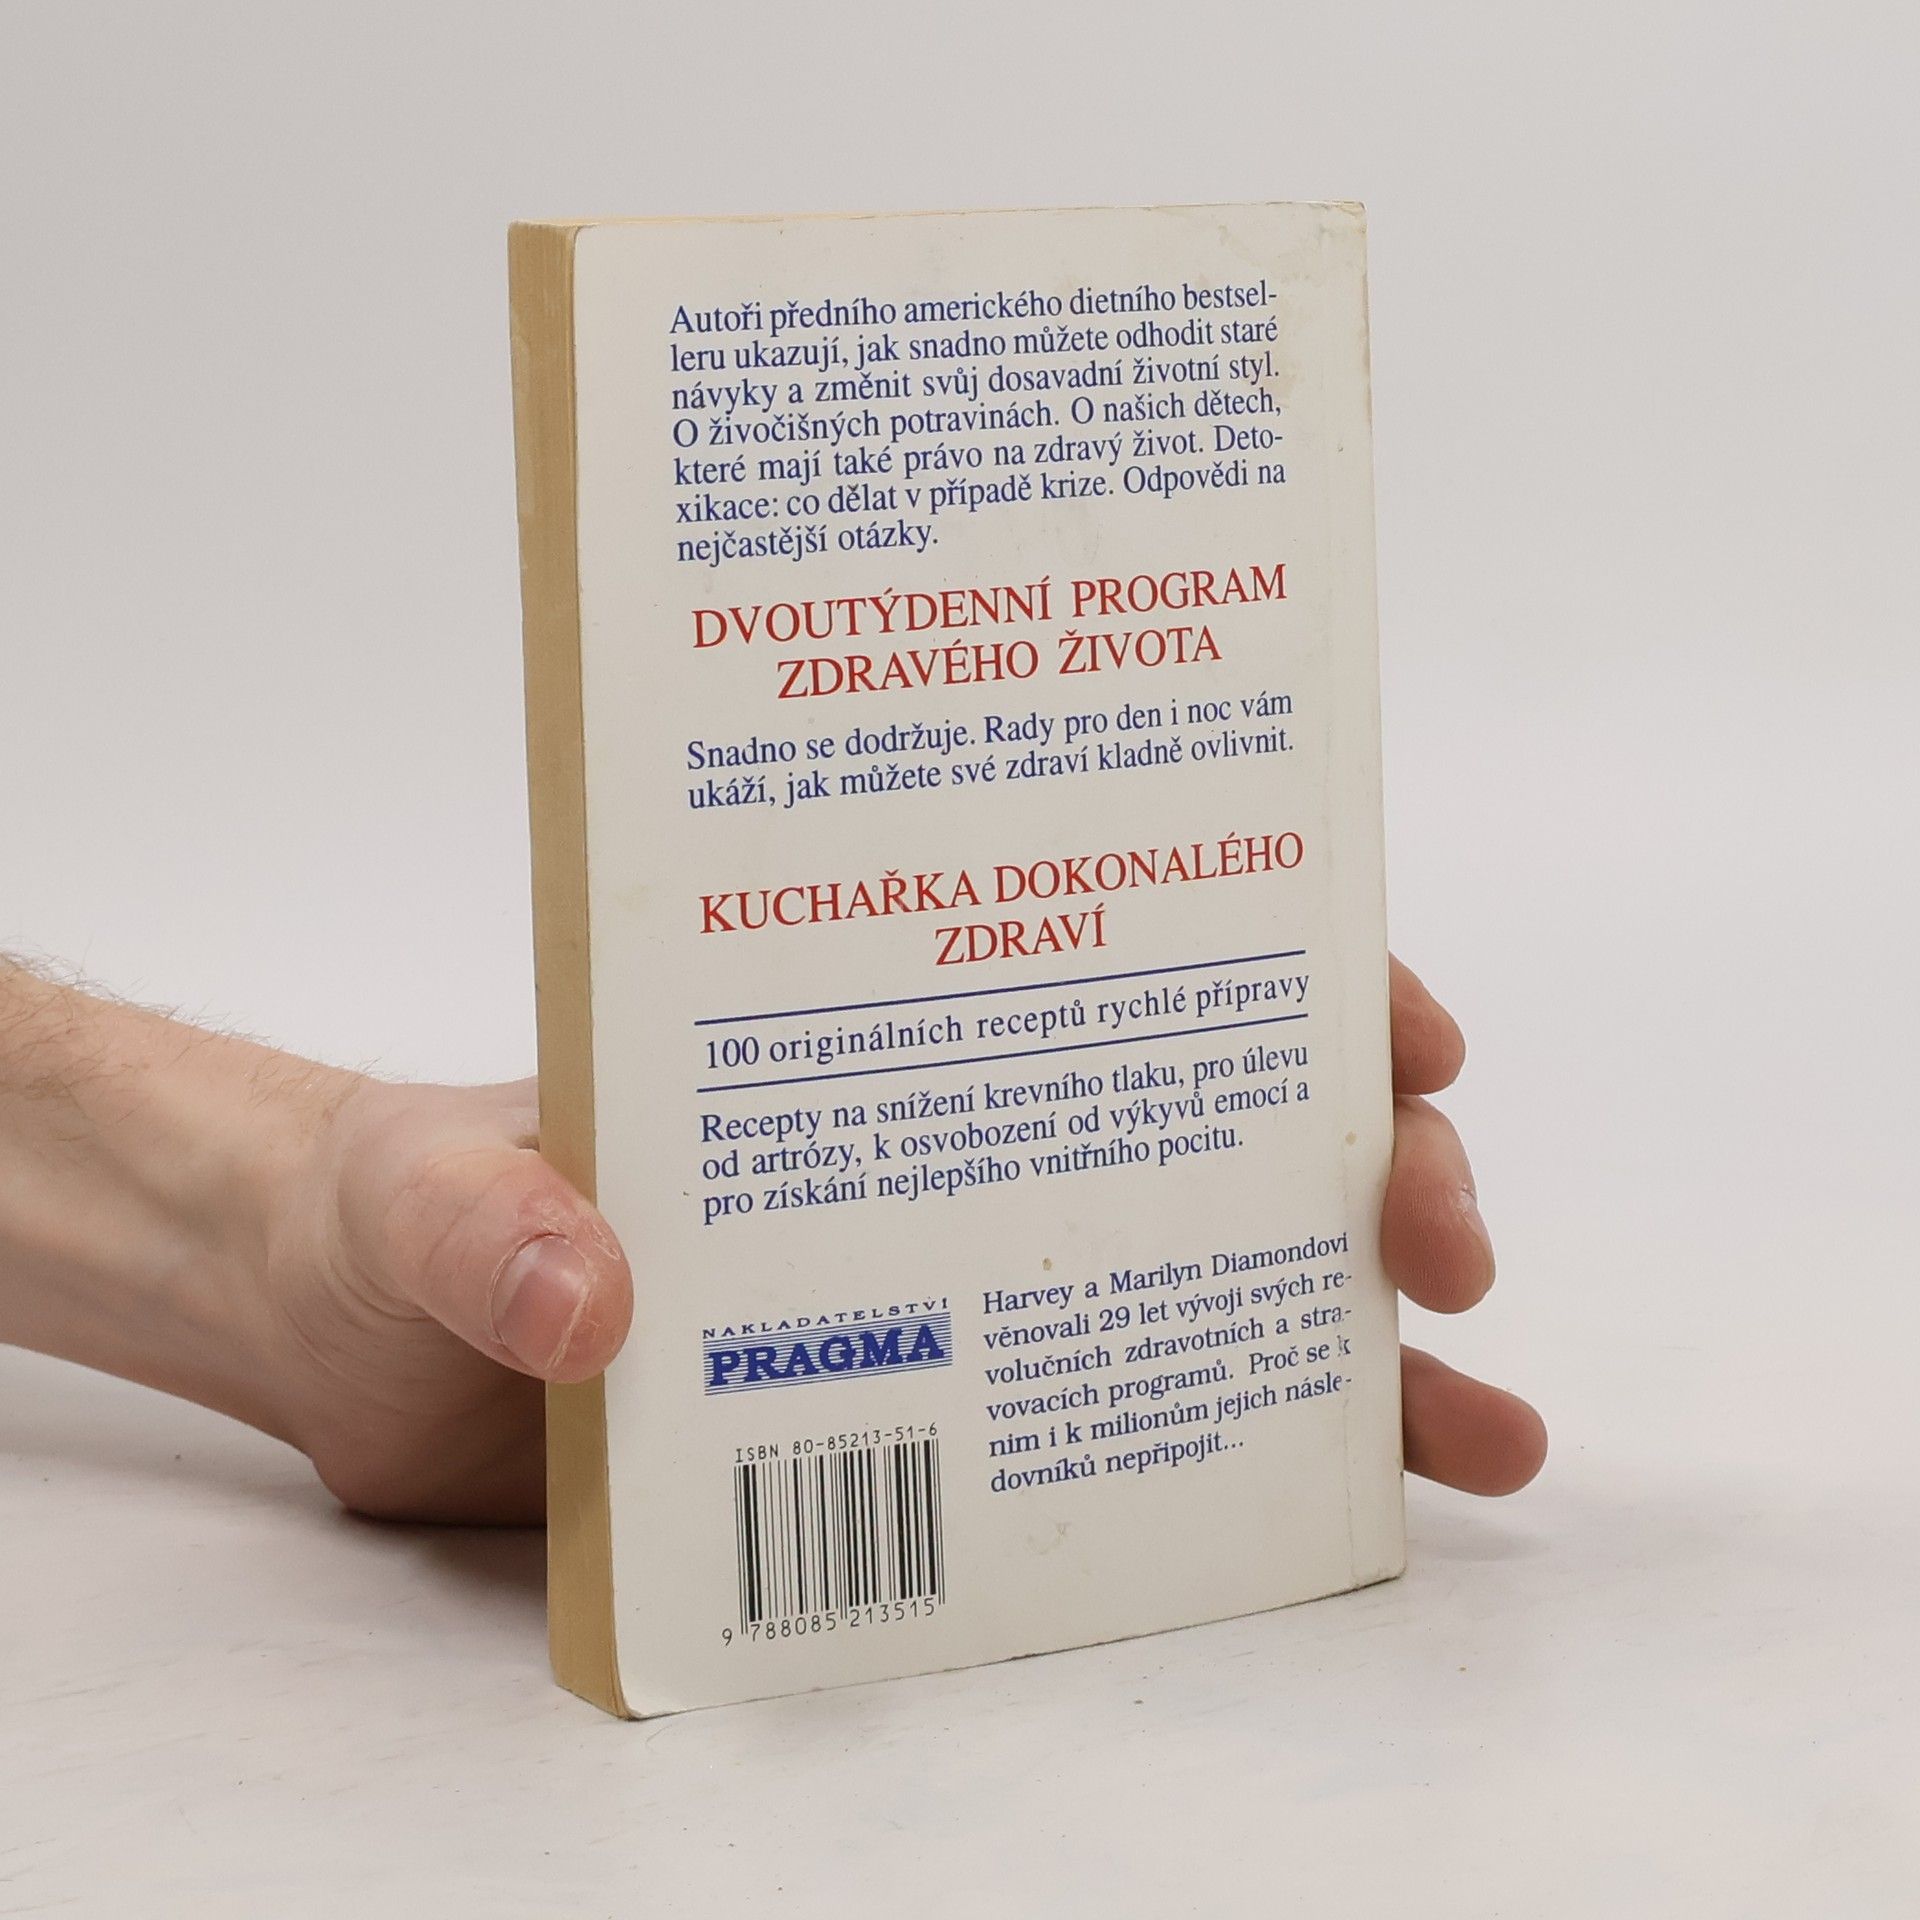 Autoři předního amerického dietního bestsel-
leru ukazují, jak snadno můžete odhodit staré
návyky a změnit svůj dosavadní životní styl.
O živočišných potravinách. O našich dětech,
které mají také právo na zdravý život. Deto-
xikace: co dělat v případě krize. Odpovědi na
nejčastější otázky.
DVOUTÝDENNÍ PROGRAM
ZDRAVÉHO ŽIVOTA
Snadno se dodržuje. Rady pro den i noc vám
ukáží, jak můžete své zdraví kladně ovlivnit.
KUCHAŘKA DOKONALÉHO
ZDRAVÍ
100 originálních receptů rychlé přípravy
Recepty na snížení krevního tlaku, pro úlevu
od artrózy, k osvobození od výkyvů emocí a
pro získání nejlepšího vnitřního pocitu.
NAKLADATELSTVÍ
PRAGMA
ISBN 80-85213-51-6
9 788085 213515
Harvey a Marilyn Diamondovi
věnovali 29 let vývoji svých re-
volučních zdravotních a stra-
vovacích programů. Proč se k
nim i k milionům jejich násle-
dovníků nepřipojit...